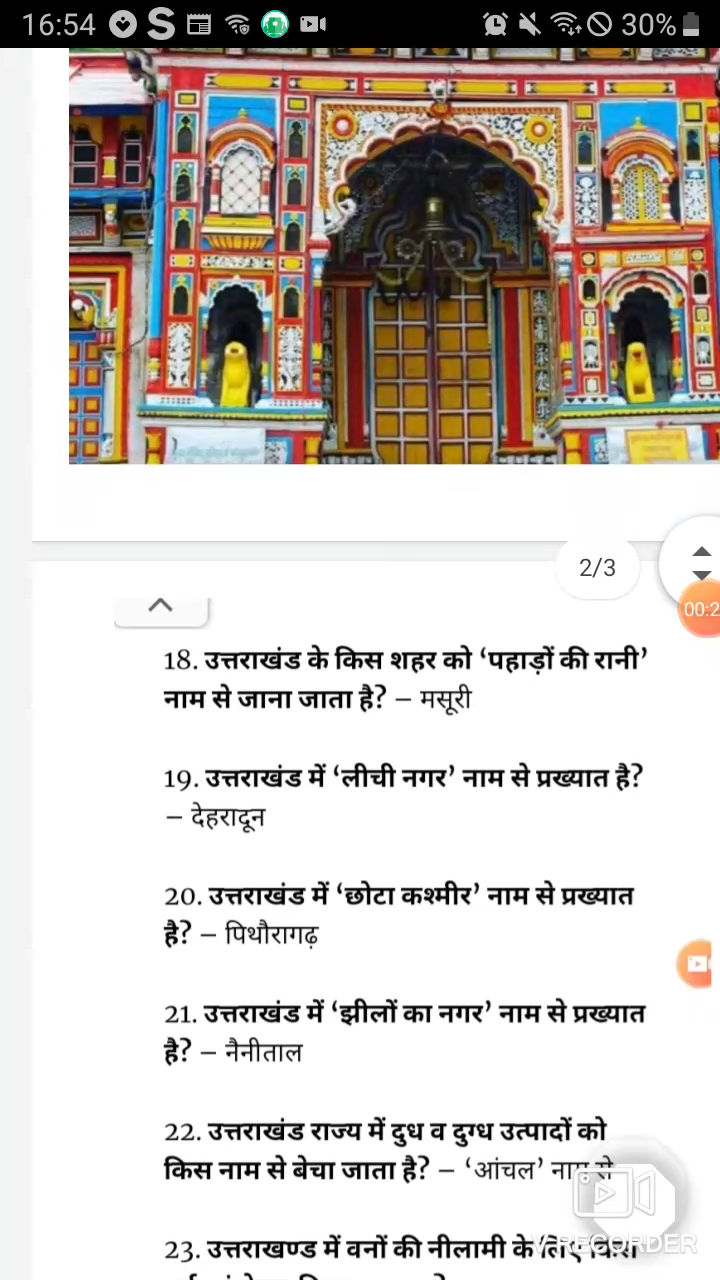 16:54
30%
2/3
00:2
18. उत्तराखंड के किस शहर को ‘पहाड़ों की रानी’
नाम से जाना जाता है? – मसूरी
19. उत्तराखंड में ‘लीची नगर’ नाम से प्रख्यात है?
– देहरादून
20. उत्तराखंड में ‘छोटा कश्मीर’ नाम से प्रख्यात
है? – पिथौरागढ़
21. उत्तराखंड में ‘झीलों का नगर’ नाम से प्रख्यात
है? – नैनीताल
22. उत्तराखंड राज्य में दुध व दुग्ध उत्पादों को
किस नाम से बेचा जाता है? – ‘आंचल’ नाम से
V RECORDER
23. उत्तराखण्ड में वनों की नीलामी के लिए किस